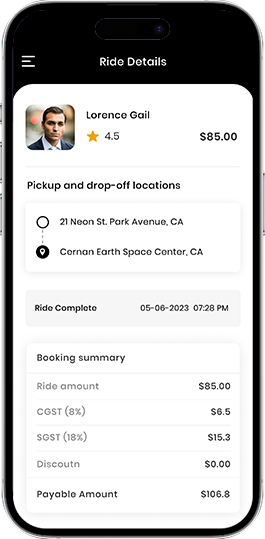 Ride Details
Lorence Gail
4.5
$85.00
Pickup and drop-off locations
21 Neon St. Park Avenue, CA
Cernan Earth Space Center, CA
Ride Complete 05-06-2023 07:28 PM
Booking summary
Ride amount $85.00
CGST (8%) $6.5
SGST (18%) $15.3
Discoutn $0.00
Payable Amount $106.8